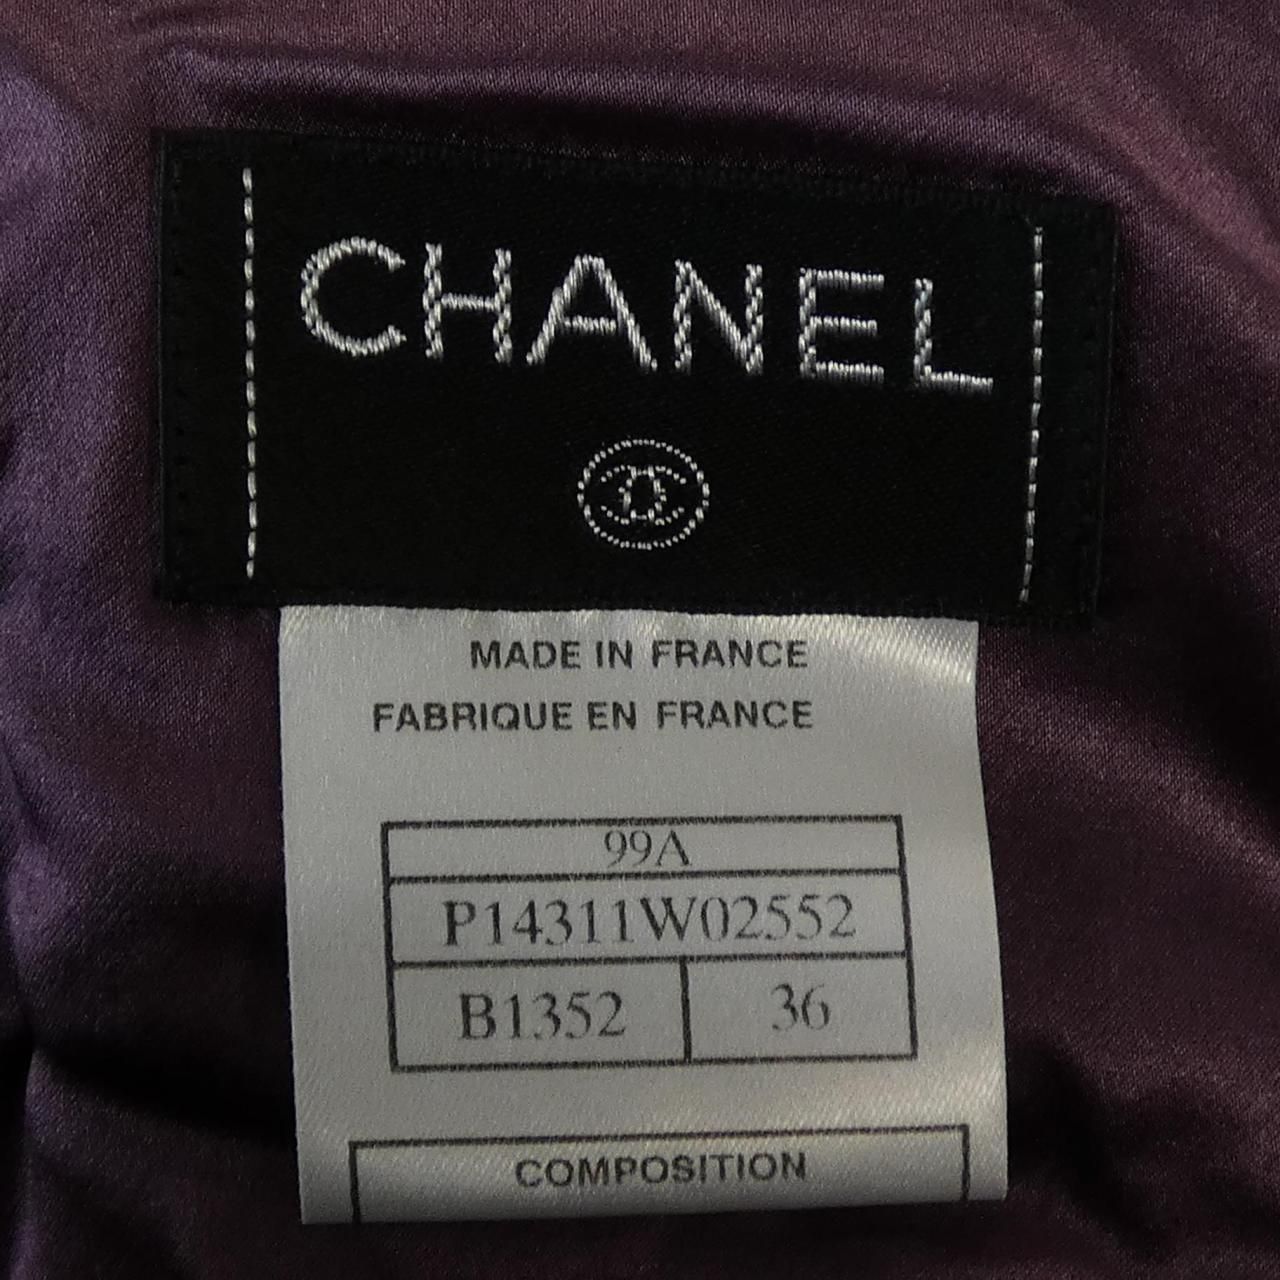 CHANEL
MADE IN FRANCE
FABRIQUE EN FRANCE
99A
P14311W02552
B1352 36
COMPOSITION